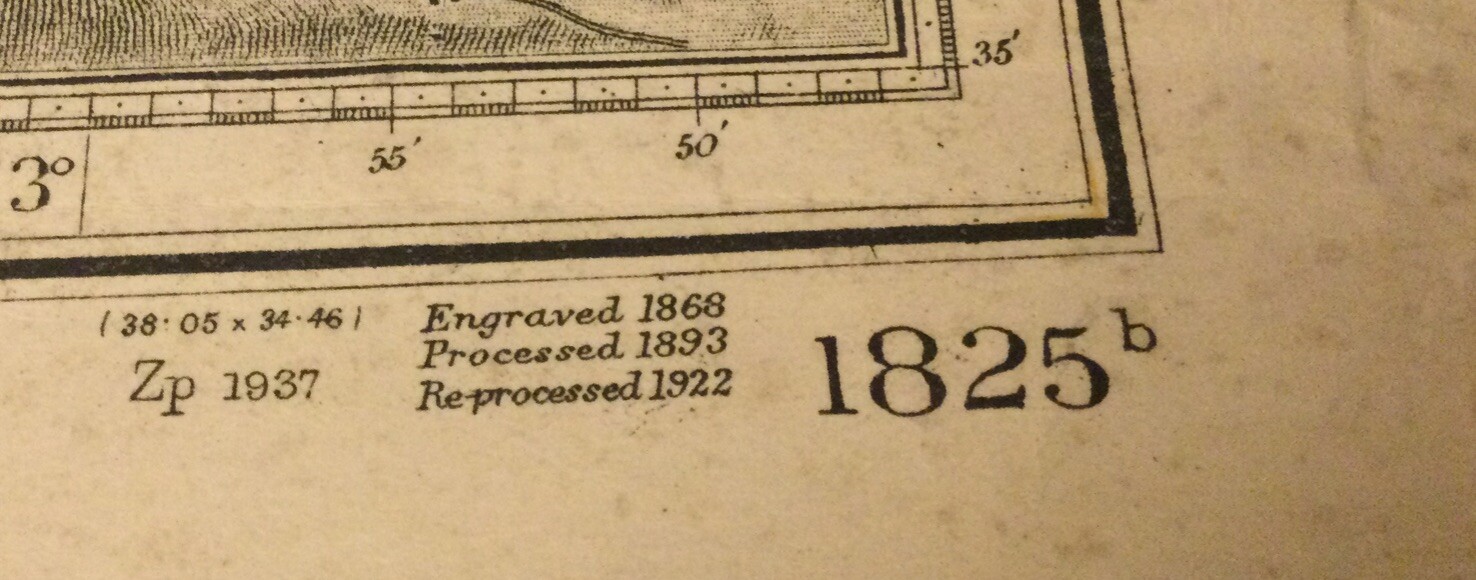 35′
55′ 50′
3°
(38·05 x 34·46)
Zp 1937
Engraved 1868
Processed 1893
Re-processed 1922
1825ᵇ